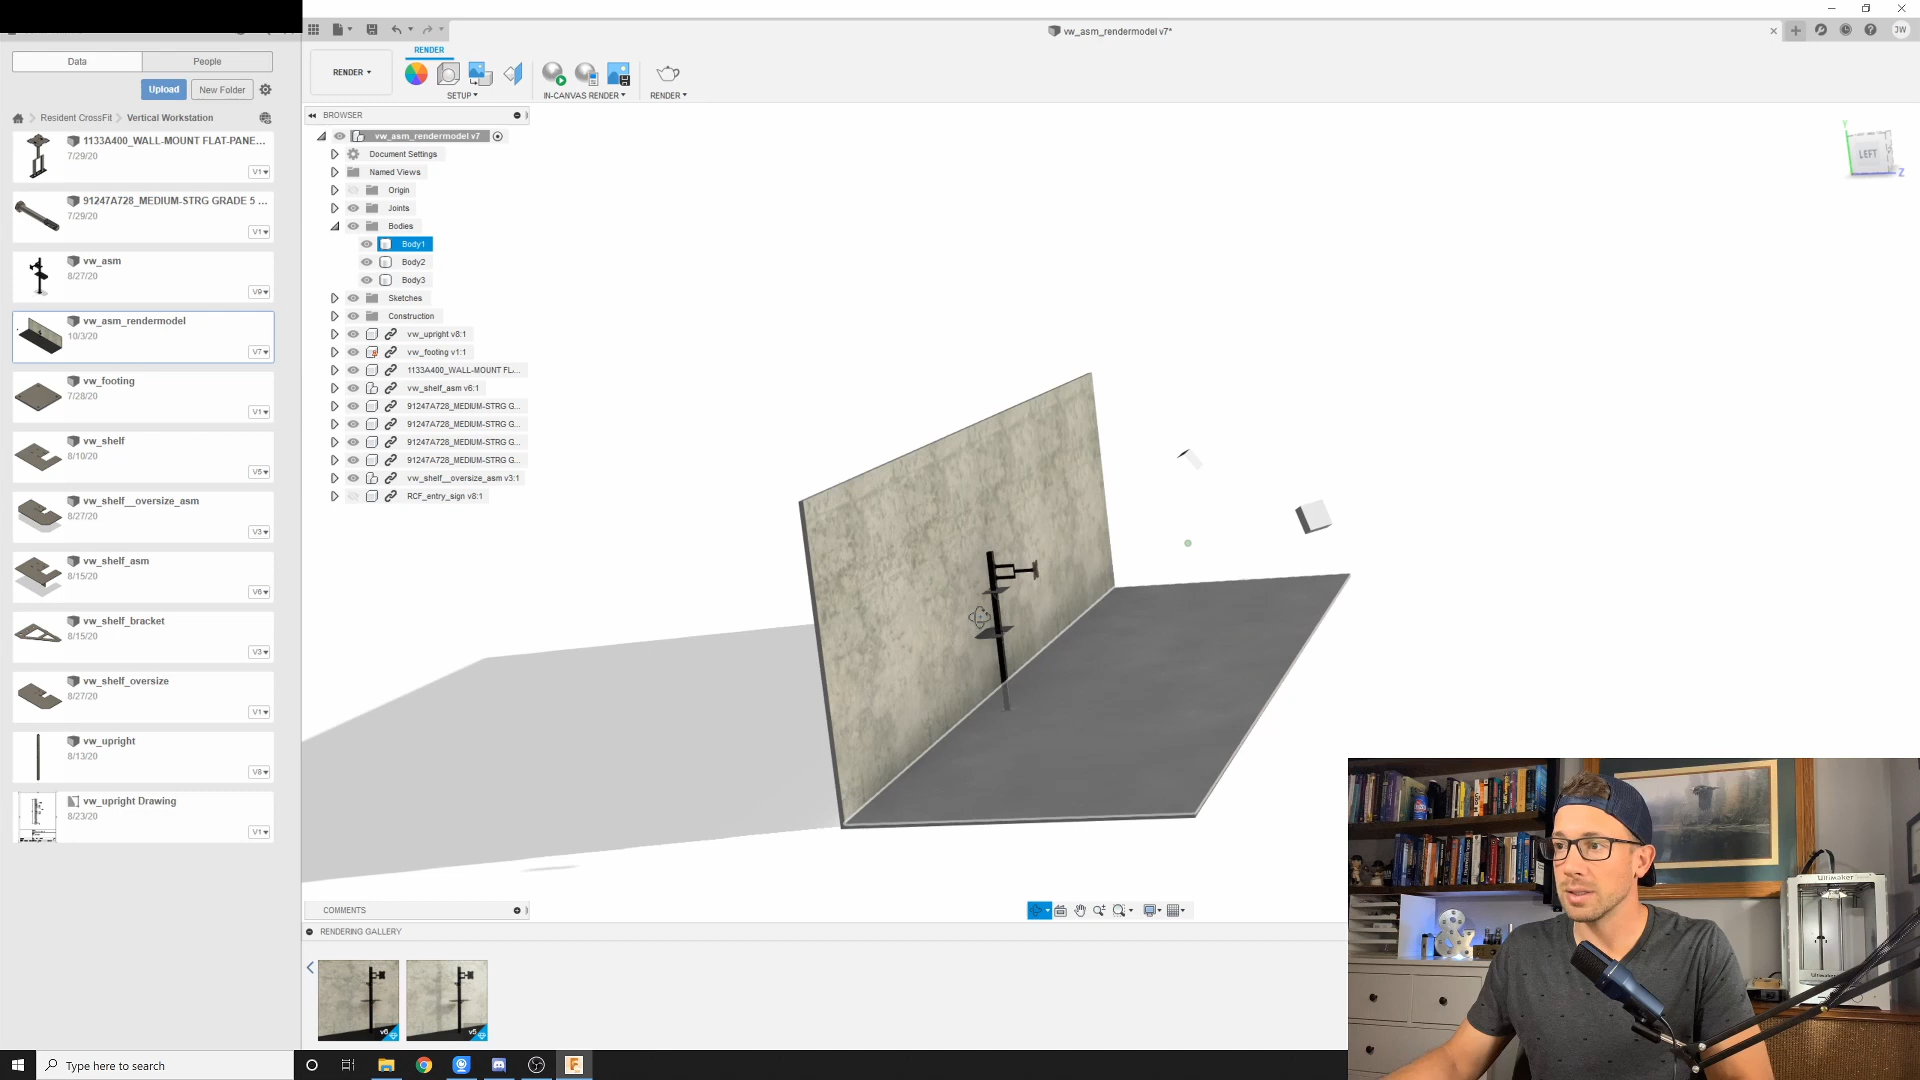 vw_asm_rendermodel v7*
JW
Data
People
Upload
New Folder
Resident CrossFit
Vertical Workstation
1133A400_WALL-MOUNT FLAT-PANE...
7/29/20
V1
91247A728_MEDIUM-STRG GRADE 5 ...
7/29/20
V1
vw_asm
8/27/20
V9
vw_asm_rendermodel
10/3/20
V7
vw_footing
7/28/20
V1
vw_shelf
8/10/20
V5
vw_shelf__oversize_asm
8/27/20
V3
vw_shelf_asm
8/15/20
V6
vw_shelf_bracket
8/15/20
V3
vw_shelf_oversize
8/27/20
V1
vw_upright
8/13/20
V8
vw_upright Drawing
8/23/20
V1
RENDER
RENDER
SETUP
IN-CANVAS RENDER
RENDER
BROWSER
vw_asm_rendermodel v7
Document Settings
Named Views
Origin
Joints
Bodies
Body1
Body2
Body3
Sketches
Construction
vw_upright v8:1
vw_footing v1:1
1133A400_WALL-MOUNT FL...
vw_shelf_asm v6:1
91247A728_MEDIUM-STRG G...
91247A728_MEDIUM-STRG G...
91247A728_MEDIUM-STRG G...
91247A728_MEDIUM-STRG G...
vw_shelf__oversize_asm v3:1
RCF_entry_sign v8:1
Y
LEFT
Z
COMMENTS
RENDERING GALLERY
v6
v5
Ultimaker
Type here to search